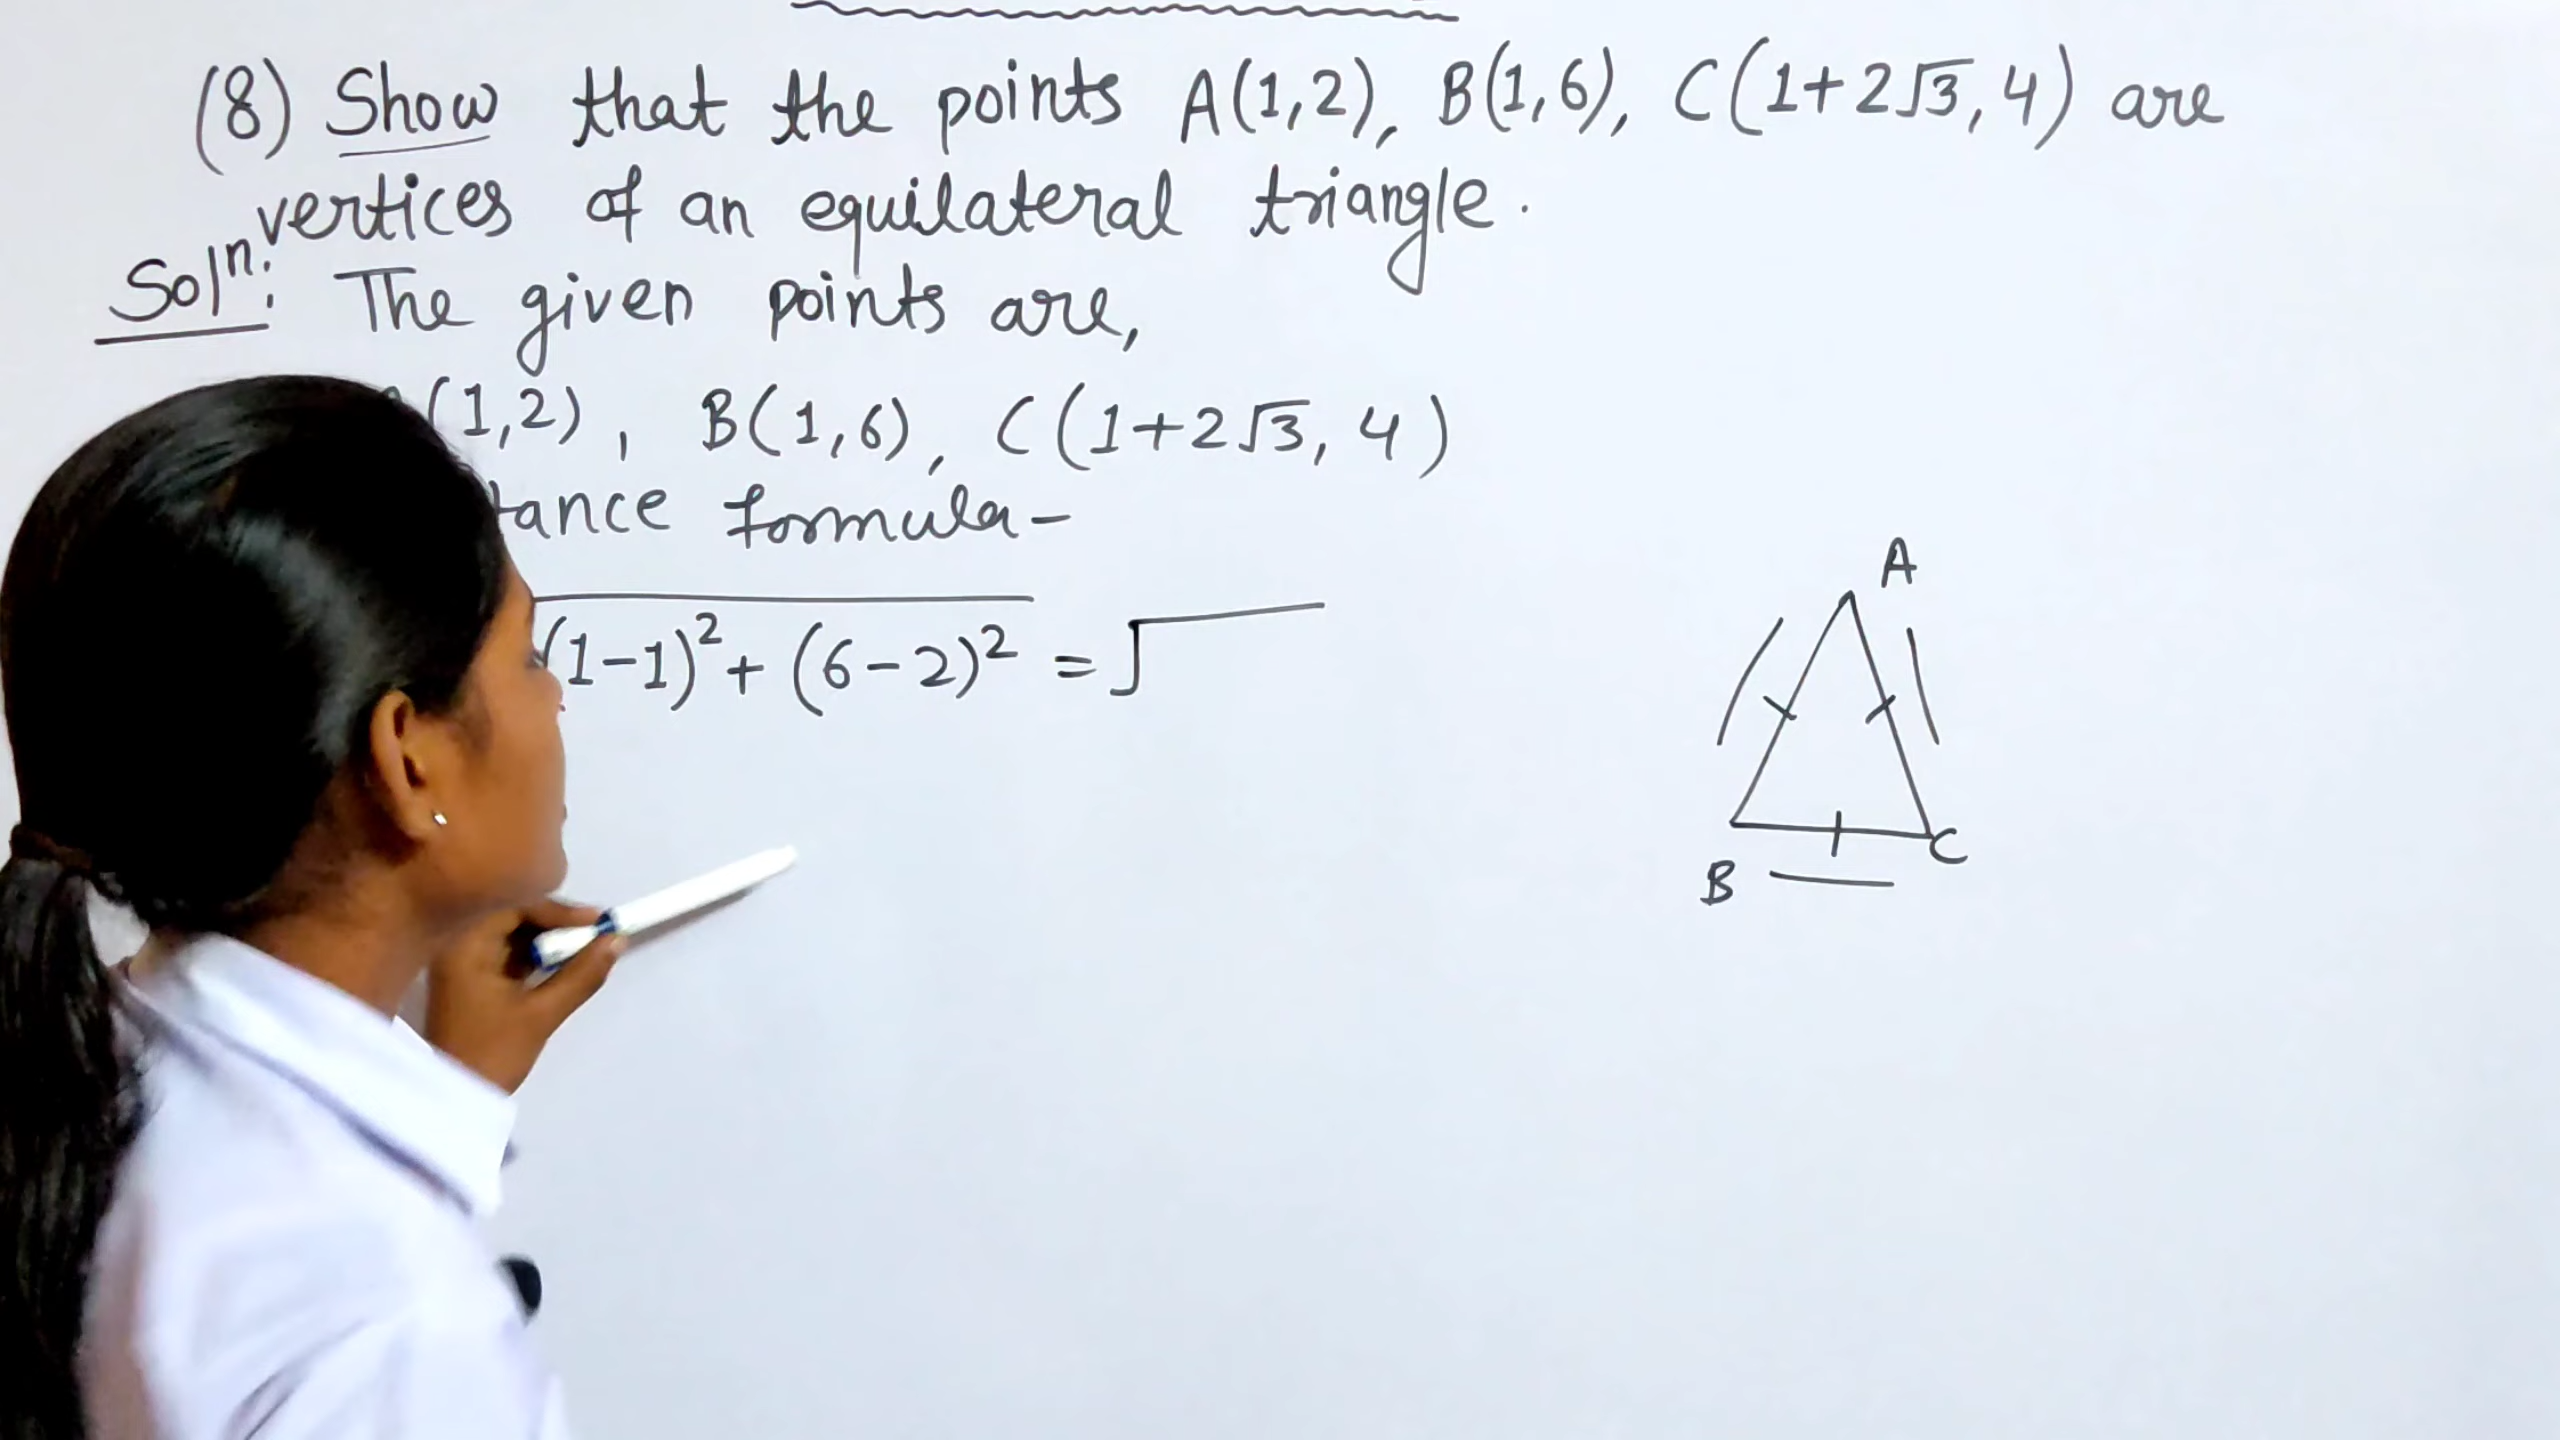 (8) Show that the points A(1,2), B(1,6), C(1+2√3, 4) are
vertices of an equilateral triangle.
Solⁿ: The given points are,
(1,2), B(1,6), C(1+2√3, 4)
tance formula-
(1-1)²+ (6-2)² = √
A
B
C